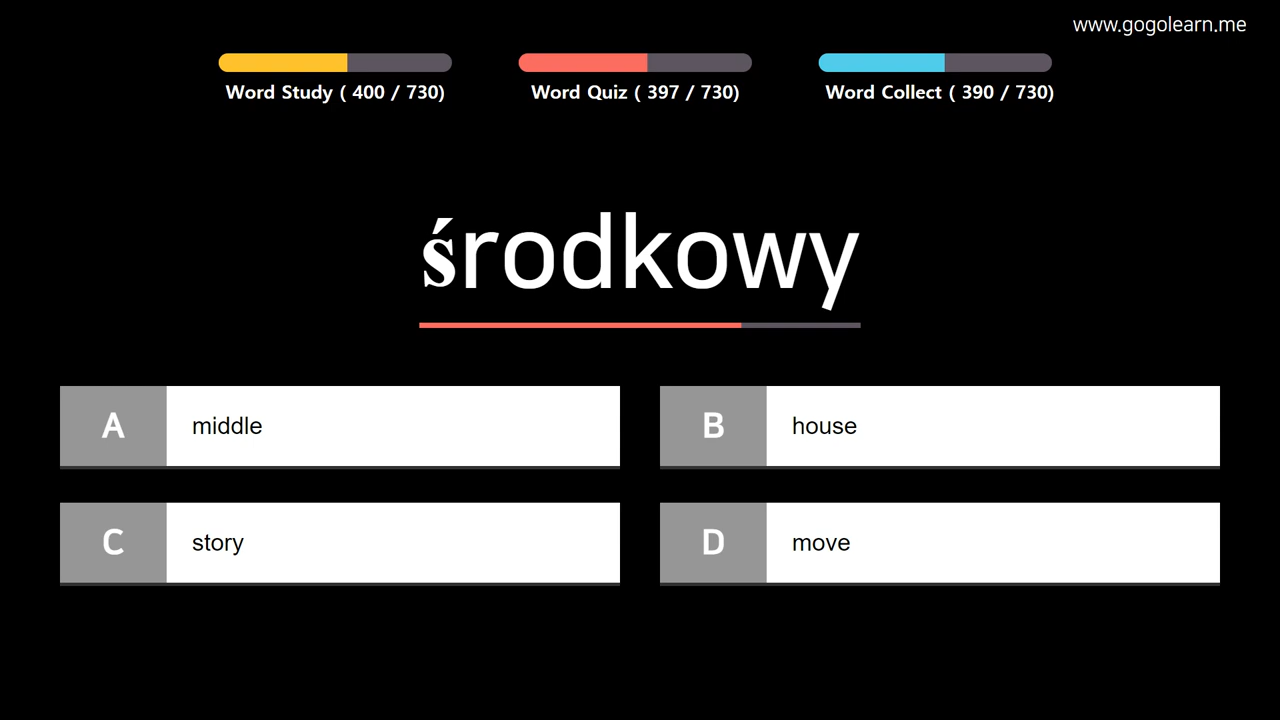 www.gogolearn.me
Word Study ( 400 / 730)
Word Quiz ( 397 / 730)
Word Collect ( 390 / 730)
środkowy
A middle
B house
C story
D move